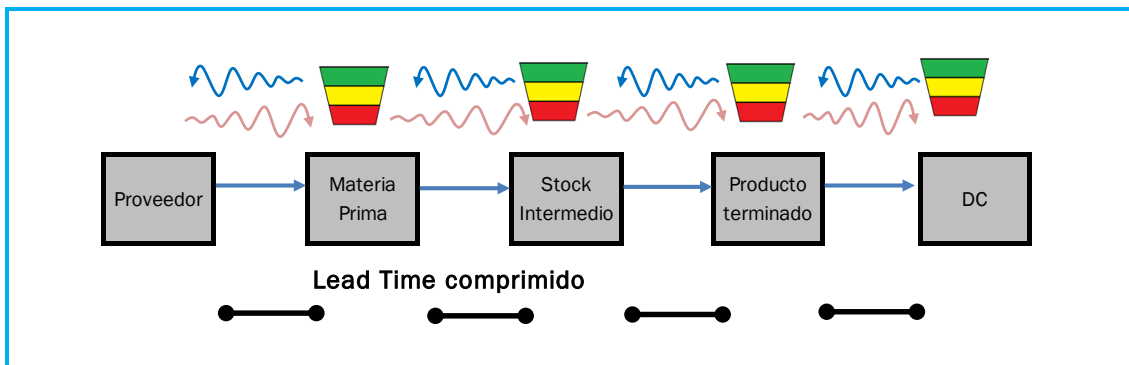 Proveedor
Materia
Prima
Stock
Intermedio
Producto
terminado
DC
Lead Time comprimido